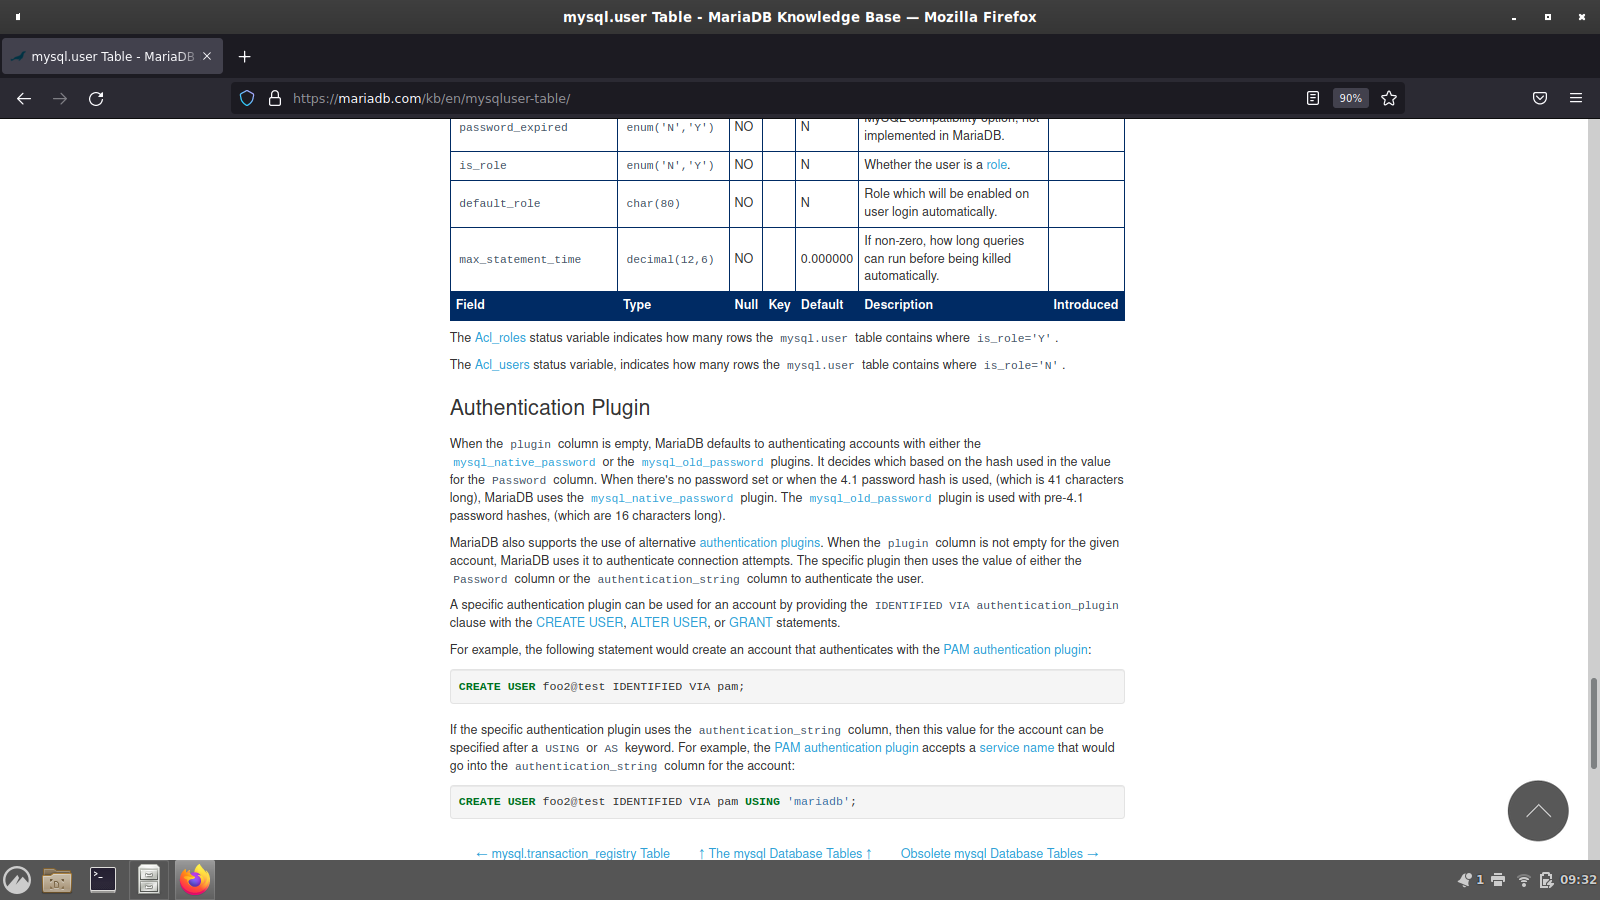 mysql.user Table - MariaDB Knowledge Base — Mozilla Firefox
mysql.user Table - MariaDB
https://mariadb.com/kb/en/mysqluser-table/
90%
password_expired enum('N','Y') NO N MySQL compatibility option, not
implemented in MariaDB.
is_role enum('N','Y') NO N Whether the user is a role.
default_role char(80) NO N Role which will be enabled on
user login automatically.
max_statement_time decimal(12,6) NO 0.000000 If non-zero, how long queries
can run before being killed
automatically.
Field Type Null Key Default Description Introduced
The Acl_roles status variable indicates how many rows the mysql.user table contains where is_role='Y' .
The Acl_users status variable, indicates how many rows the mysql.user table contains where is_role='N' .
Authentication Plugin
When the plugin column is empty, MariaDB defaults to authenticating accounts with either the
mysql_native_password or the mysql_old_password plugins. It decides which based on the hash used in the value
for the Password column. When there's no password set or when the 4.1 password hash is used, (which is 41 characters
long), MariaDB uses the mysql_native_password plugin. The mysql_old_password plugin is used with pre-4.1
password hashes, (which are 16 characters long).
MariaDB also supports the use of alternative authentication plugins. When the plugin column is not empty for the given
account, MariaDB uses it to authenticate connection attempts. The specific plugin then uses the value of either the
Password column or the authentication_string column to authenticate the user.
A specific authentication plugin can be used for an account by providing the IDENTIFIED VIA authentication_plugin
clause with the CREATE USER, ALTER USER, or GRANT statements.
For example, the following statement would create an account that authenticates with the PAM authentication plugin:
CREATE USER foo2@test IDENTIFIED VIA pam;
If the specific authentication plugin uses the authentication_string column, then this value for the account can be
specified after a USING or AS keyword. For example, the PAM authentication plugin accepts a service name that would
go into the authentication_string column for the account:
CREATE USER foo2@test IDENTIFIED VIA pam USING 'mariadb';
← mysql.transaction_registry Table ↑ The mysql Database Tables ↑ Obsolete mysql Database Tables →
1 09:32